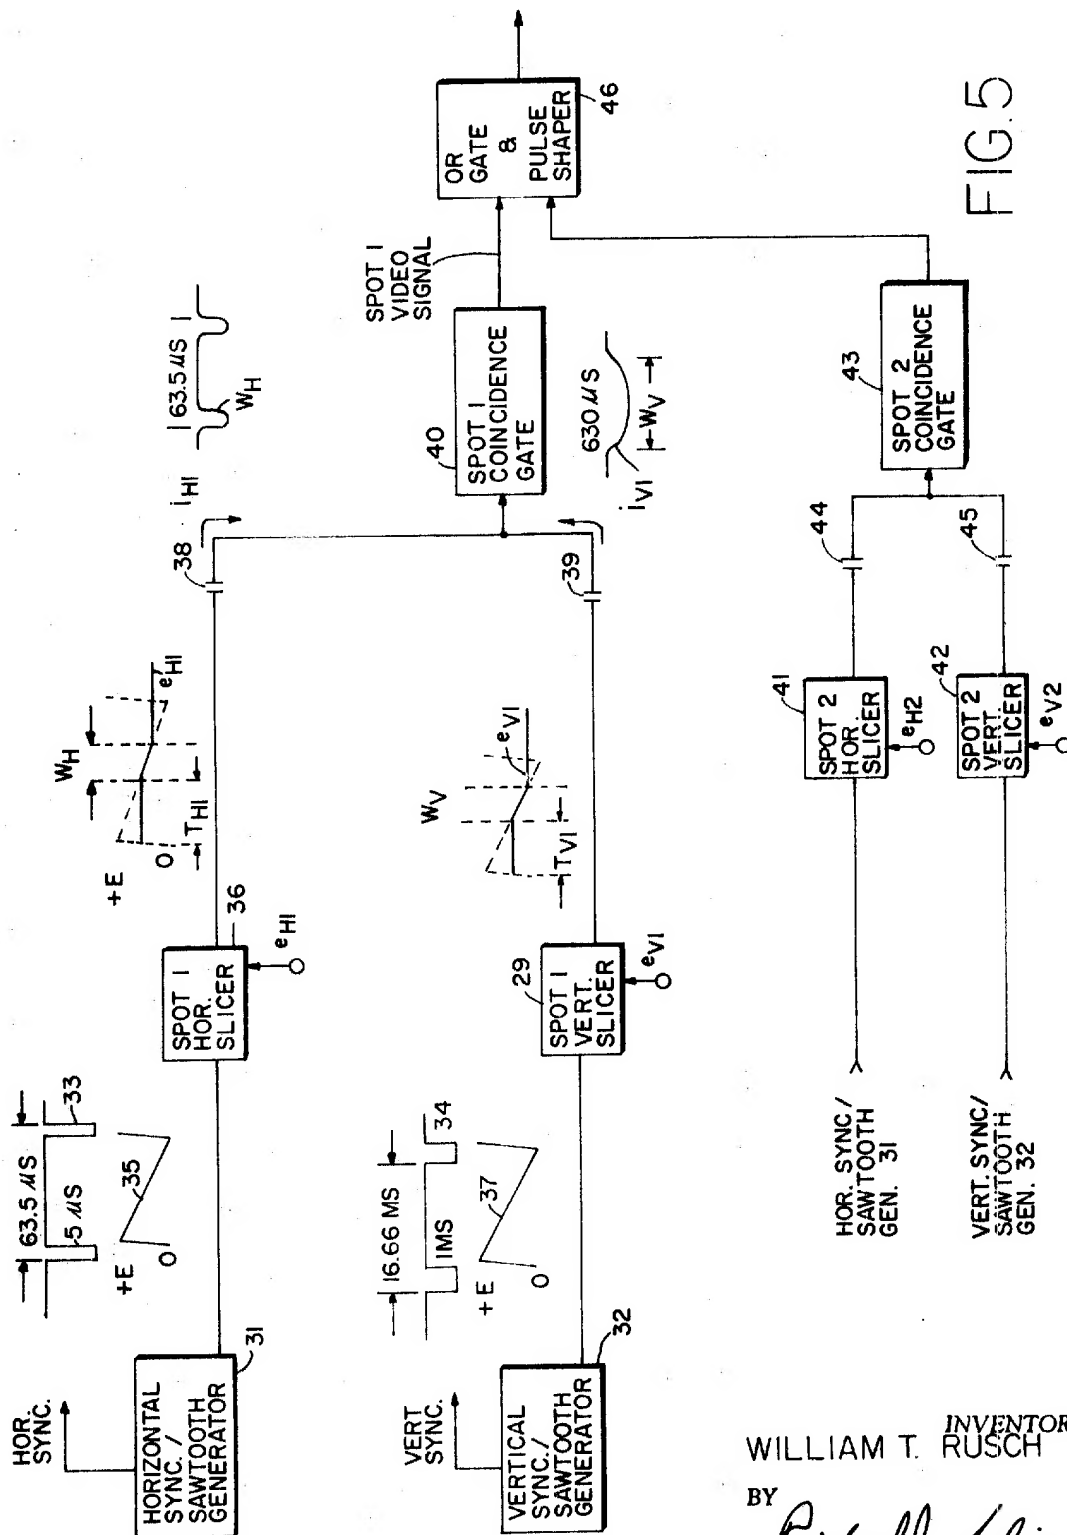 HOR.
SYNC.
HORIZONTAL
SYNC./
SAWTOOTH
GENERATOR
31
63.5 µS
5 µS
33
+E
35
0
SPOT 1
HOR.
SLICER
36
eH1
WH
+E
0
TH1
e'H1
38
iH1
63.5 µS
WH
VERT
SYNC.
VERTICAL
SYNC./
SAWTOOTH
GENERATOR
32
16.66 MS
1MS
34
+E
37
0
29
SPOT 1
VERT.
SLICER
eV1
WV
TV1
eV1
39
40
SPOT 1
COINCIDENCE
GATE
iV1
630 µS
WV
SPOT 1
VIDEO
SIGNAL
OR
GATE
&
PULSE
SHAPER
46
HOR. SYNC/
SAWTOOTH
GEN. 31
VERT. SYNC/
SAWTOOTH
GEN. 32
41
SPOT 2
HOR.
SLICER
eH2
42
SPOT 2
VERT.
SLICER
eV2
44
45
43
SPOT 2
COINCIDENCE
GATE
FIG.5
INVENTOR
WILLIAM T. RUSCH
BY